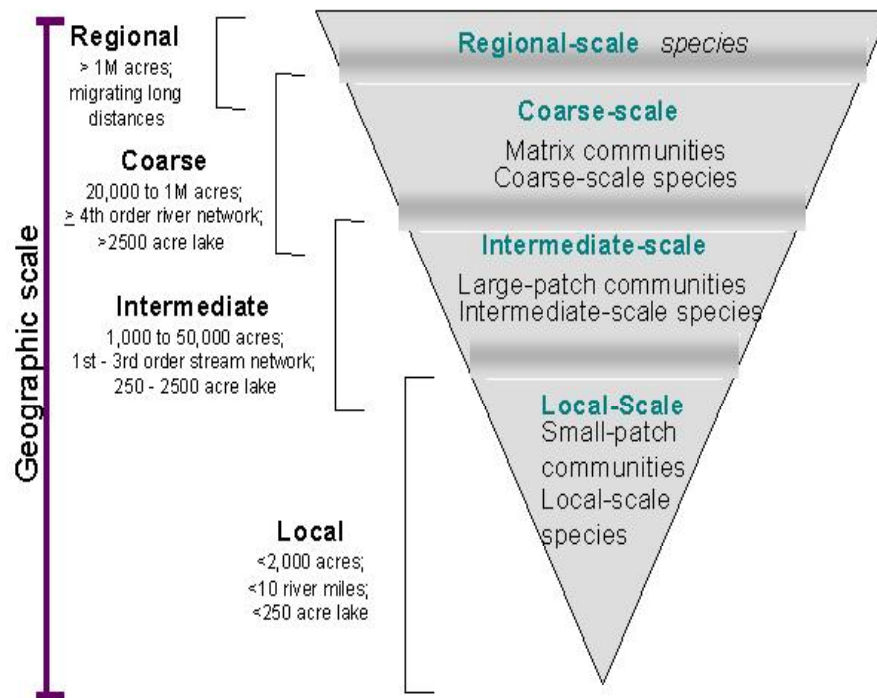 Geographic scale
Regional
> 1M acres;
migrating long
distances
Coarse
20,000 to 1M acres;
≥ 4th order river network;
>2500 acre lake
Intermediate
1,000 to 50,000 acres;
1st - 3rd order stream network;
250 - 2500 acre lake
Local
<2,000 acres;
<10 river miles;
<250 acre lake
Regional-scale species
Coarse-scale
Matrix communities
Coarse-scale species
Intermediate-scale
Large-patch communities
Intermediate-scale species
Local-Scale
Small-patch
communities
Local-scale
species